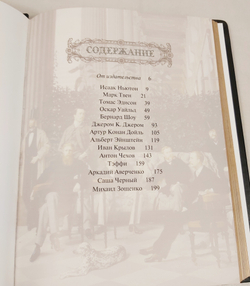 СОДЕРЖАНИЕ
От издательства 6
Исаак Ньютон 9
Марк Твен 21
Томас Эдисон 39
Оскар Уайльд 49
Бернард Шоу 71
Джером К. Джером 93
Артур Конан Дойль 105
Альберт Эйнштейн 119
Иван Крылов 131
Антон Чехов 143
Тэффи 159
Аркадий Аверченко 175
Саша Черный 187
Михаил Зощенко 199